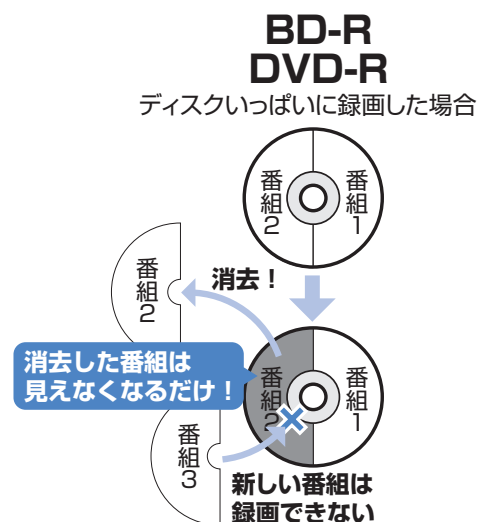 BD-R
DVD-R
ディスクいっぱいに録画した場合
番組2
番組1
番組2
消去！
消去した番組は
見えなくなるだけ！
番組2
番組1
番組3
新しい番組は
録画できない